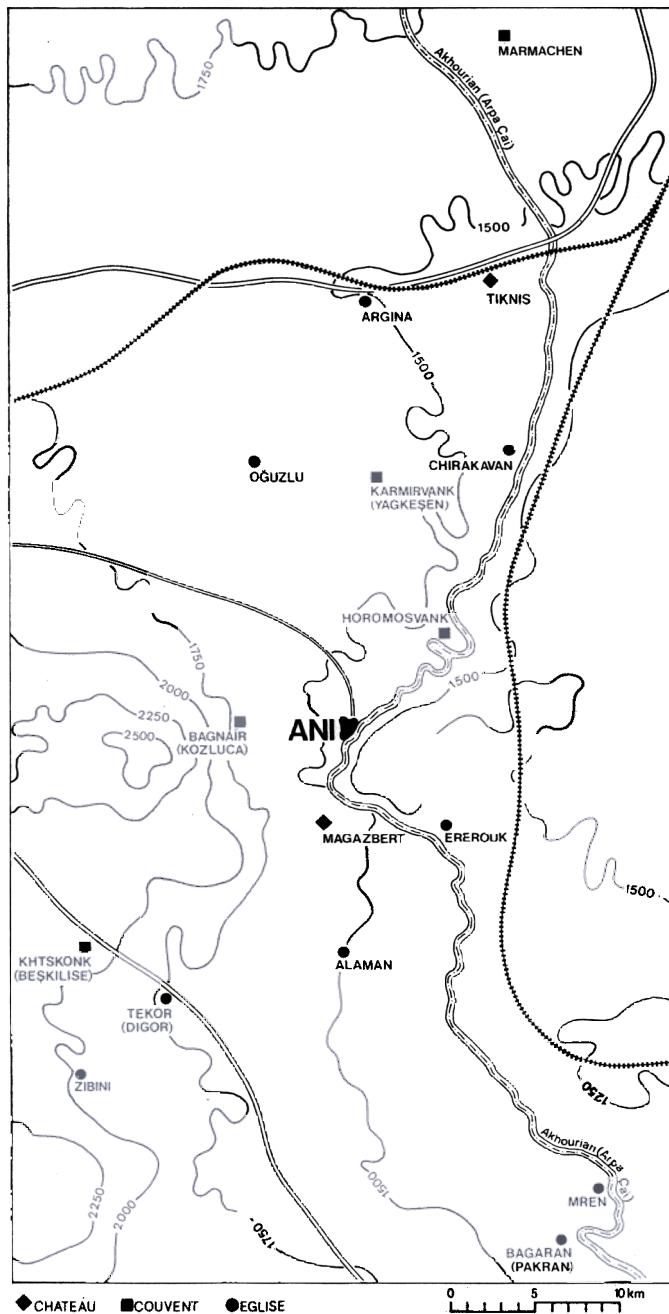 1750
MARMACHEN
Akhourian (Arpa Çai)
1500
TIKNIS
ARGINA
1500
CHIRAKAVAN
OĞUZLU
KARMIRVANK
(YAGKEŞEN)
HOROMOSVANK
1750
2000
1500
2250
BAGNAIR
(KOZLUCA)
2500
ANI
MAGAZBERT
EREROUK
1500
KHTSKONK
(BEŞKILISE)
ALAMAN
TEKOR
(DIGOR)
ZIBINI
1250
Akhourian (Arpa
Çai)
1500
MREN
2250
2000
1750
BAGARAN
(PAKRAN)
CHATEAU COUVENT EGLISE
0 5 10 km